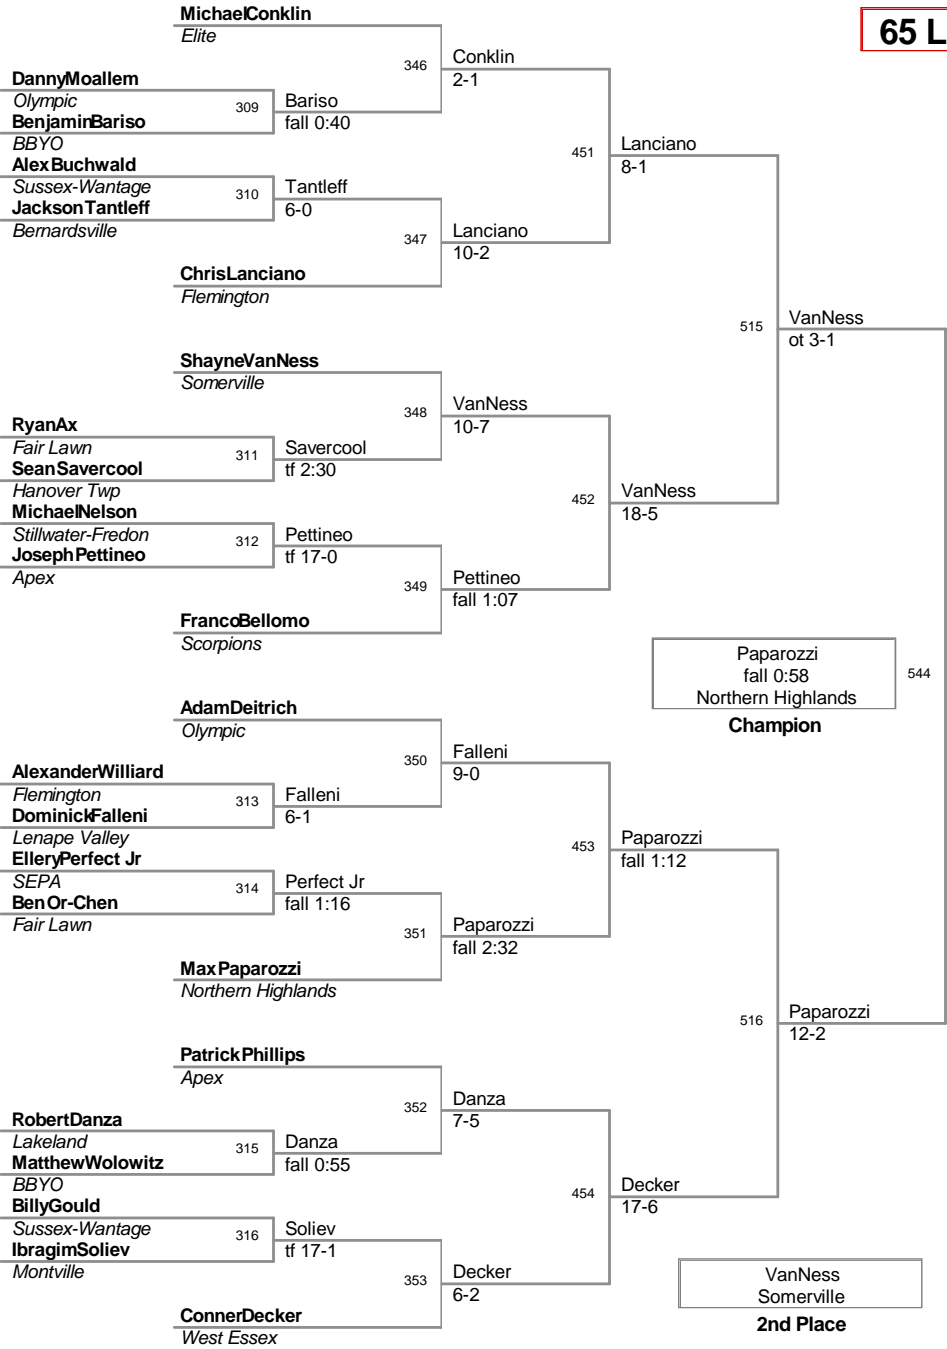 MichaelConklin
Elite
65 L
346
Conklin
2-1
DannyMoallem
Olympic
309
Bariso
fall 0:40
BenjaminBariso
BBYO
451
Lanciano
8-1
AlexBuchwald
Sussex-Wantage
310
Tantleff
6-0
JacksonTantleff
Bernardsville
347
Lanciano
10-2
ChrisLanciano
Flemington
515
VanNess
ot 3-1
ShayneVanNess
Somerville
348
VanNess
10-7
RyanAx
Fair Lawn
311
Savercool
tf 2:30
SeanSavercool
Hanover Twp
452
VanNess
18-5
MichaelNelson
Stillwater-Fredon
312
Pettineo
tf 17-0
JosephPettineo
Apex
349
Pettineo
fall 1:07
FrancoBellomo
Scorpions
Paparozzi
fall 0:58
Northern Highlands
544
Champion
AdamDeitrich
Olympic
350
Falleni
9-0
AlexanderWilliard
Flemington
313
Falleni
6-1
DominickFalleni
Lenape Valley
453
Paparozzi
fall 1:12
ElleryPerfect Jr
SEPA
314
Perfect Jr
fall 1:16
BenOr-Chen
Fair Lawn
351
Paparozzi
fall 2:32
MaxPaparozzi
Northern Highlands
516
Paparozzi
12-2
PatrickPhillips
Apex
352
Danza
7-5
RobertDanza
Lakeland
315
Danza
fall 0:55
MatthewWolowitz
BBYO
454
Decker
17-6
BillyGould
Sussex-Wantage
316
Soliev
tf 17-1
IbragimSoliev
Montville
353
Decker
6-2
ConnerDecker
West Essex
VanNess
Somerville
2nd Place